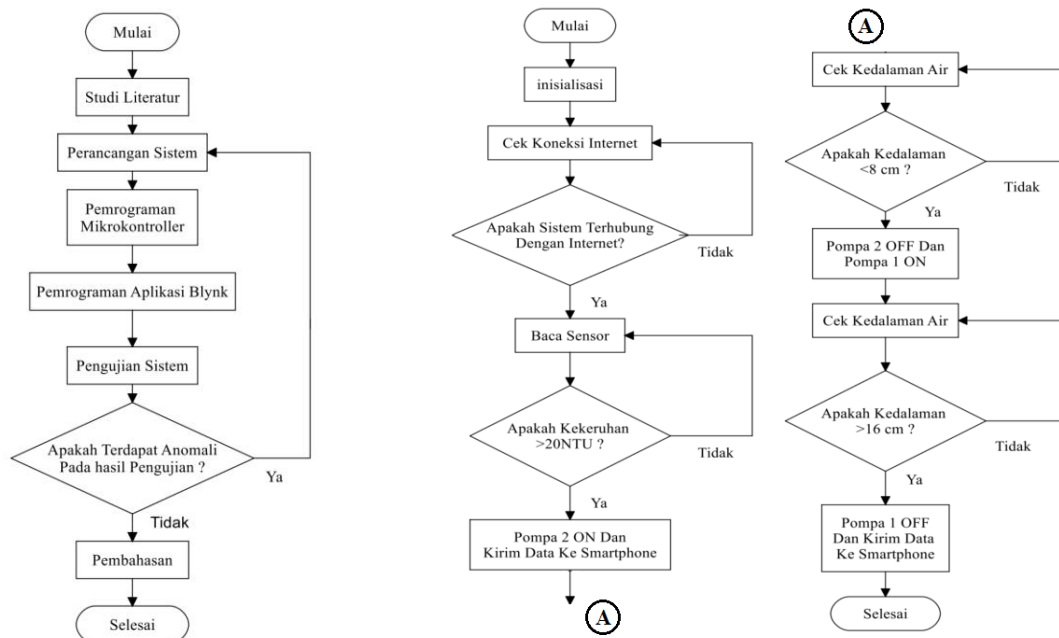 Mulai
Studi Literatur
Perancangan Sistem
Pemrograman
Mikrokontroller
Pemrograman Aplikasi Blynk
Pengujian Sistem
Apakah Terdapat Anomali
Pada hasil Pengujian ?
Ya
Tidak
Pembahasan
Selesai
Mulai
inisialisasi
Cek Koneksi Internet
Apakah Sistem Terhubung
Dengan Internet?
Tidak
Ya
Baca Sensor
Apakah Kekeruhan
>20NTU ?
Tidak
Ya
Pompa 2 ON Dan
Kirim Data Ke Smartphone
A
A
Cek Kedalaman Air
Apakah Kedalaman
<8 cm ?
Tidak
Ya
Pompa 2 OFF Dan
Pompa 1 ON
Cek Kedalaman Air
Apakah Kedalaman
>16 cm ?
Tidak
Ya
Pompa 1 OFF
Dan Kirim Data
Ke Smartphone
Selesai